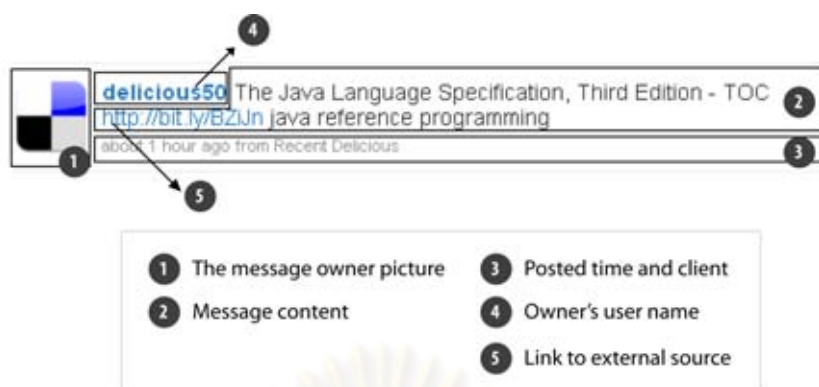 4
delicious50 The Java Language Specification, Third Edition - TOC
http://bit.ly/BZiJn java reference programming
2
about 1 hour ago from Recent Delicious
1
3
5
1 The message owner picture
2 Message content
3 Posted time and client
4 Owner's user name
5 Link to external source